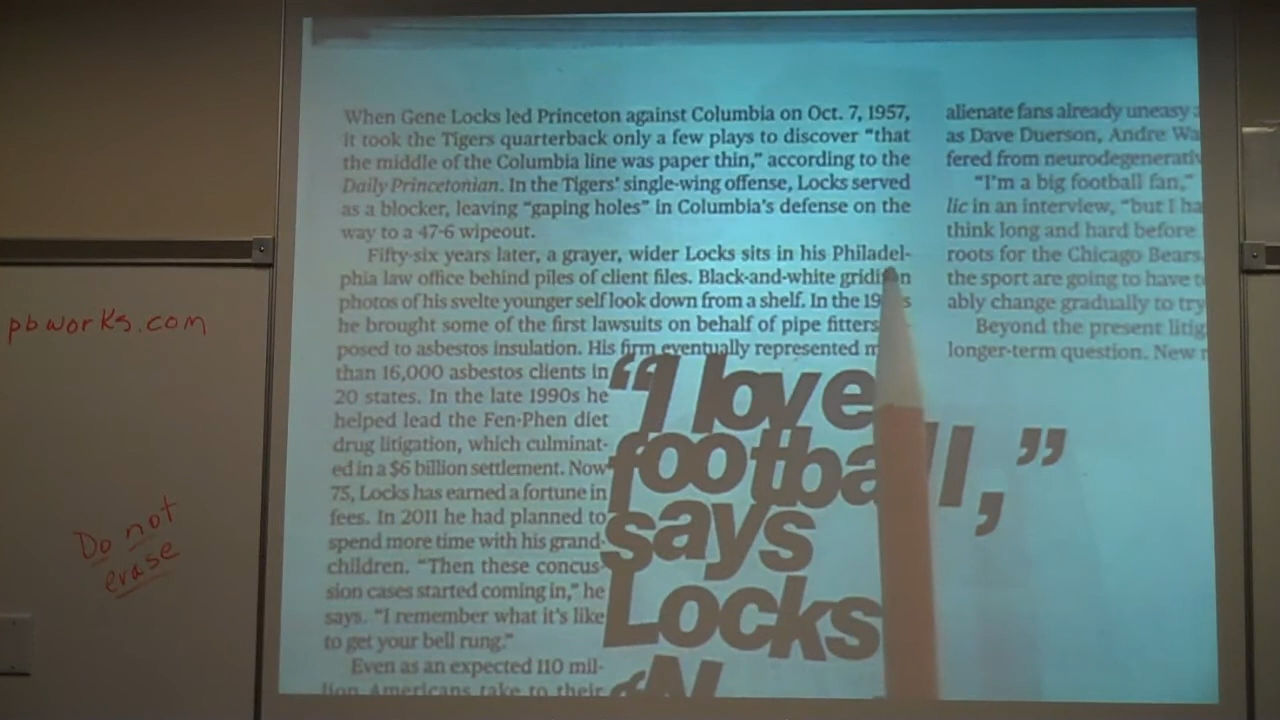 pbworks.com
Do not
erase
When Gene Locks led Princeton against Columbia on Oct. 7, 1957,
it took the Tigers quarterback only a few plays to discover “that
the middle of the Columbia line was paper thin,” according to the
Daily Princetonian. In the Tigers’ single-wing offense, Locks served
as a blocker, leaving “gaping holes” in Columbia’s defense on the
way to a 47-6 wipeout.
Fifty-six years later, a grayer, wider Locks sits in his Philadel-
phia law office behind piles of client files. Black-and-white
photos of his svelte younger self look down from a shelf. In the
he brought some of the first lawsuits on behalf of pipe fitters
posed to asbestos insulation. His firm eventually represented
than 16,000 asbestos clients in
20 states. In the late 1990s he
helped lead the Fen-Phen diet
drug litigation, which culminat-
ed in a $6 billion settlement. Now
75, Locks has earned a fortune in
fees. In 2011 he had planned to
spend more time with his grand-
children. “Then these concus-
sion cases started coming in,” he
says. “I remember what it’s like
to get your bell rung.”
Even as an expected 110 mil-
lion Americans take to their
“I love
football,”
says
Locks
alienate fans already uneasy
as Dave Duerson, Andre Wa
fered from neurodegenerativ
“I’m a big football fan,”
lic in an interview, “but I ha
think long and hard before
roots for the Chicago Bears.
the sport are going to have t
ably change gradually to try
Beyond the present litig
longer-term question. New